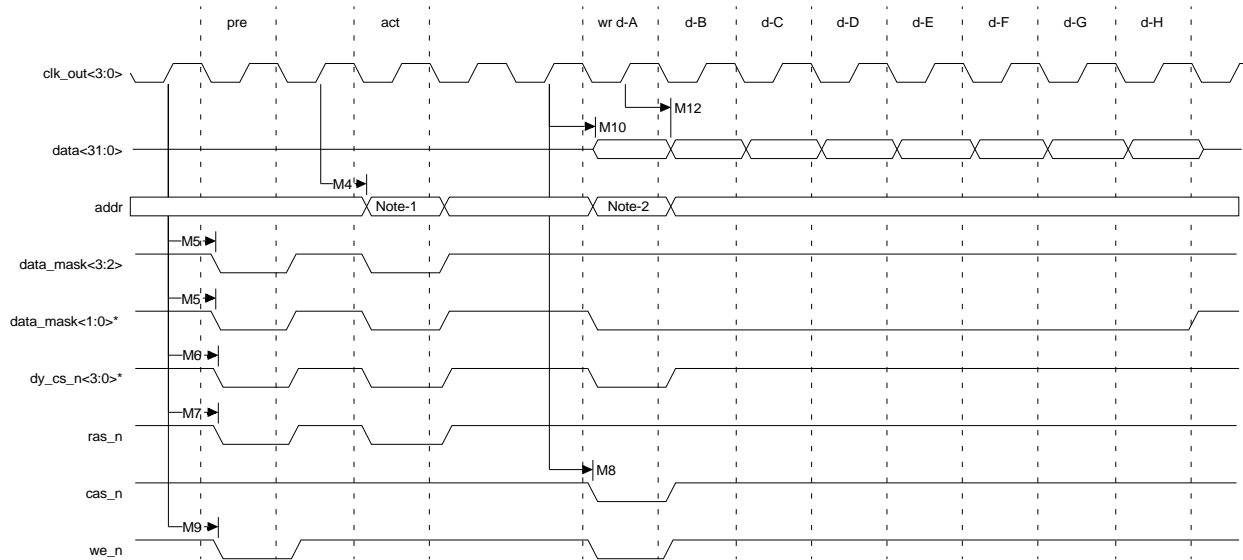 pre act wr d-A d-B d-C d-D d-E d-F d-G d-H
clk_out<3:0>
M12
M10
data<31:0>
M4
addr Note-1 Note-2
M5
data_mask<3:2>
M5
data_mask<1:0>*
M6
dy_cs_n<3:0>*
M7
ras_n
M8
cas_n
M9
we_n